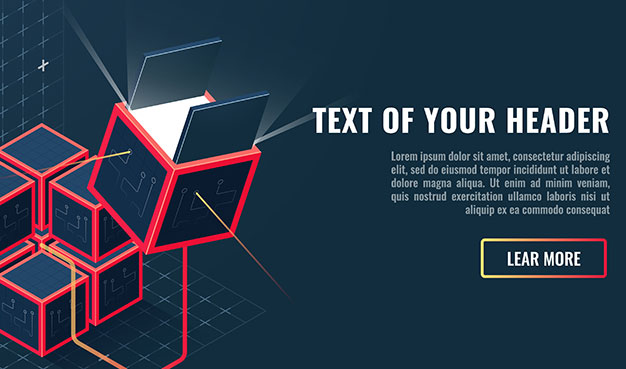 TEXT OF YOUR HEADER
Lorem ipsum dolor sit amet, consectetur adipiscing elit,
sed do eiusmod tempor incididunt ut labore et
dolore magna aliqua. Ut enim ad minim veniam,
quis nostrud exercitation ullamco laboris nisi ut
aliquip ex ea commodo consequat
LEAR MORE